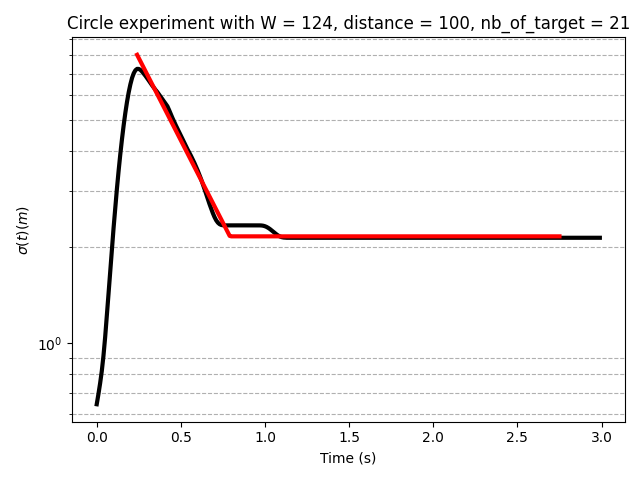 Circle experiment with W = 124, distance = 100, nb_of_target = 21
σ(t)(m)
10⁰
0.0 0.5 1.0 1.5 2.0 2.5 3.0
Time (s)